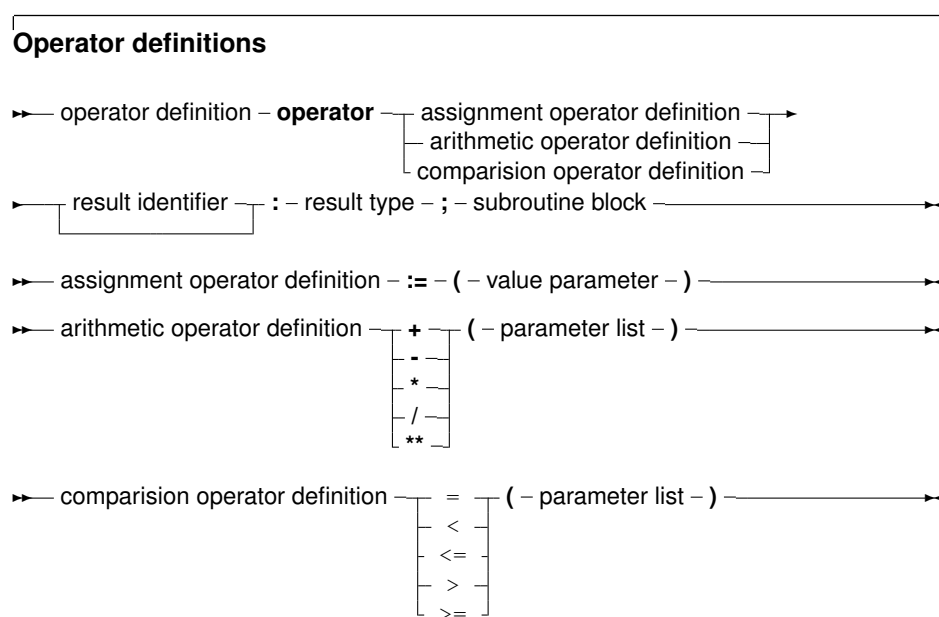 Operator definitions
operator definition – operator assignment operator definition
arithmetic operator definition
comparision operator definition
result identifier : – result type – ; – subroutine block
assignment operator definition – := – ( – value parameter – )
arithmetic operator definition + ( – parameter list – )
-
*
/
**
comparision operator definition = ( – parameter list – )
<
<=
>
>=